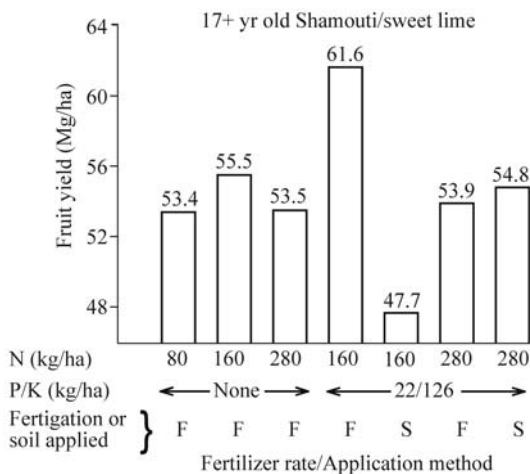 17+ yr old Shamouti/sweet lime
Fruit yield (Mg/ha)
64
60
56
52
48
53.4
55.5
53.5
61.6
47.7
53.9
54.8
N (kg/ha) 80 160 280 160 160 280 280
P/K (kg/ha) None 22/126
Fertigation or
soil applied } F F F F S F S
Fertilizer rate/Application method